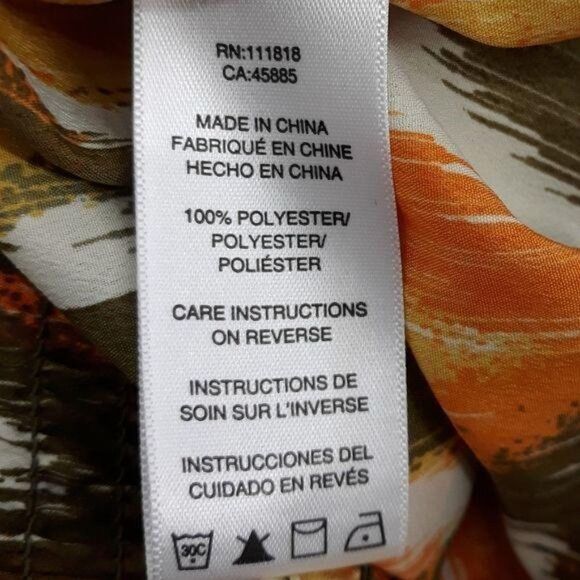 RN:111818
CA:45885
MADE IN CHINA
FABRIQUÉ EN CHINE
HECHO EN CHINA
100% POLYESTER/
POLYESTER/
POLIÉSTER
CARE INSTRUCTIONS
ON REVERSE
INSTRUCTIONS DE
SOIN SUR L'INVERSE
INSTRUCCIONES DEL
CUIDADO EN REVÉS
30C